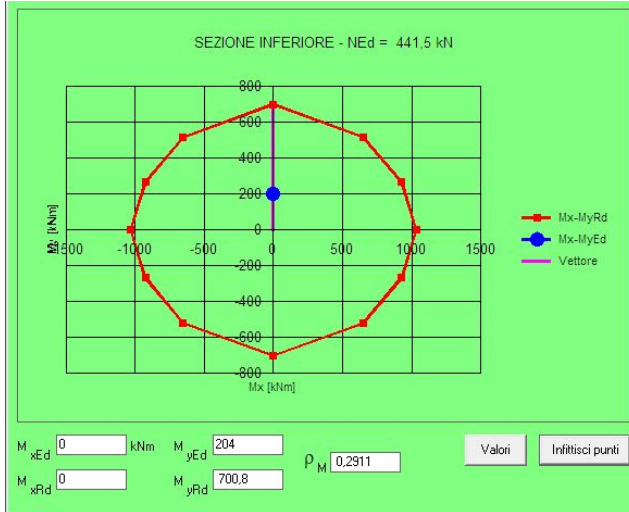 SEZIONE INFERIORE - NEd = 441,5 kN
800
600
400
200
0
-200
-400
-600
-800
-1500 -1000 -500 0 500 1000 1500
[kNm]
Mx [kNm]
Mx-MyRd
Mx-MyEd
Vettore
M xEd 0 kNm M yEd 204
M xRd 0 M yRd 700,8
ρ M 0,2911
Valori Infittisci punti